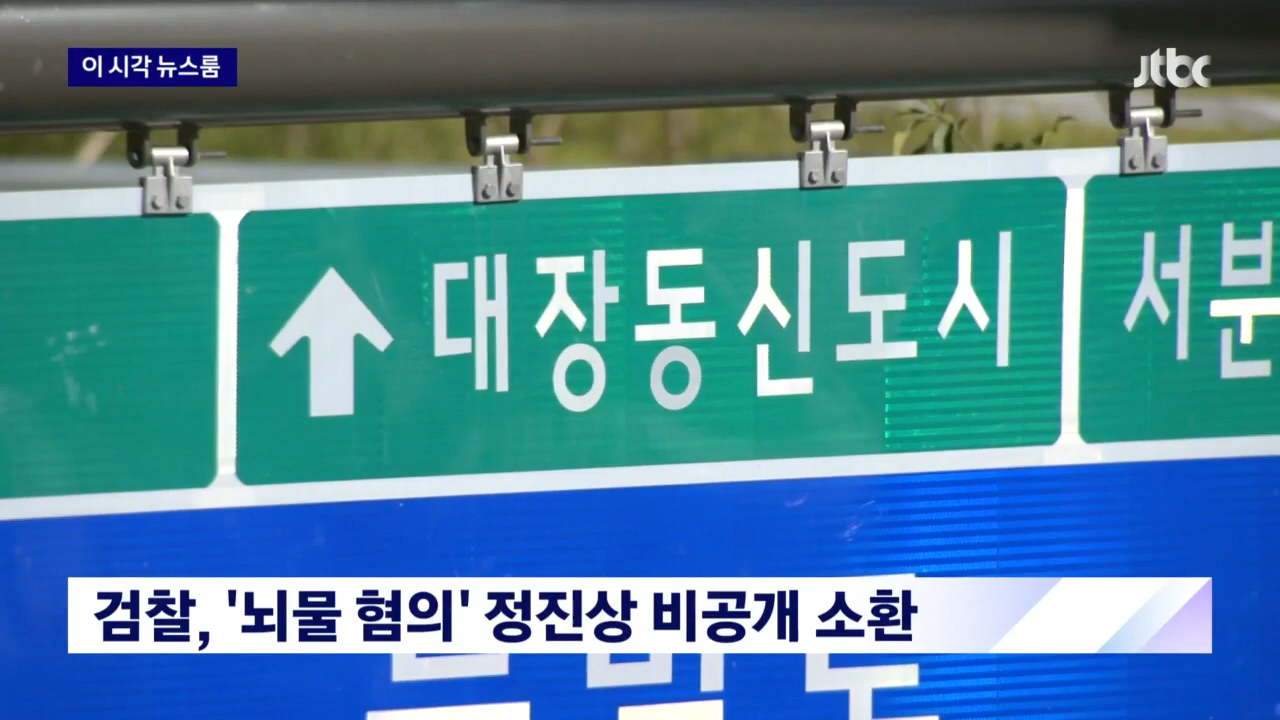 이 시각 뉴스룸
jtbc
대장동신도시
서분
검찰, '뇌물 혐의' 정진상 비공개 소환